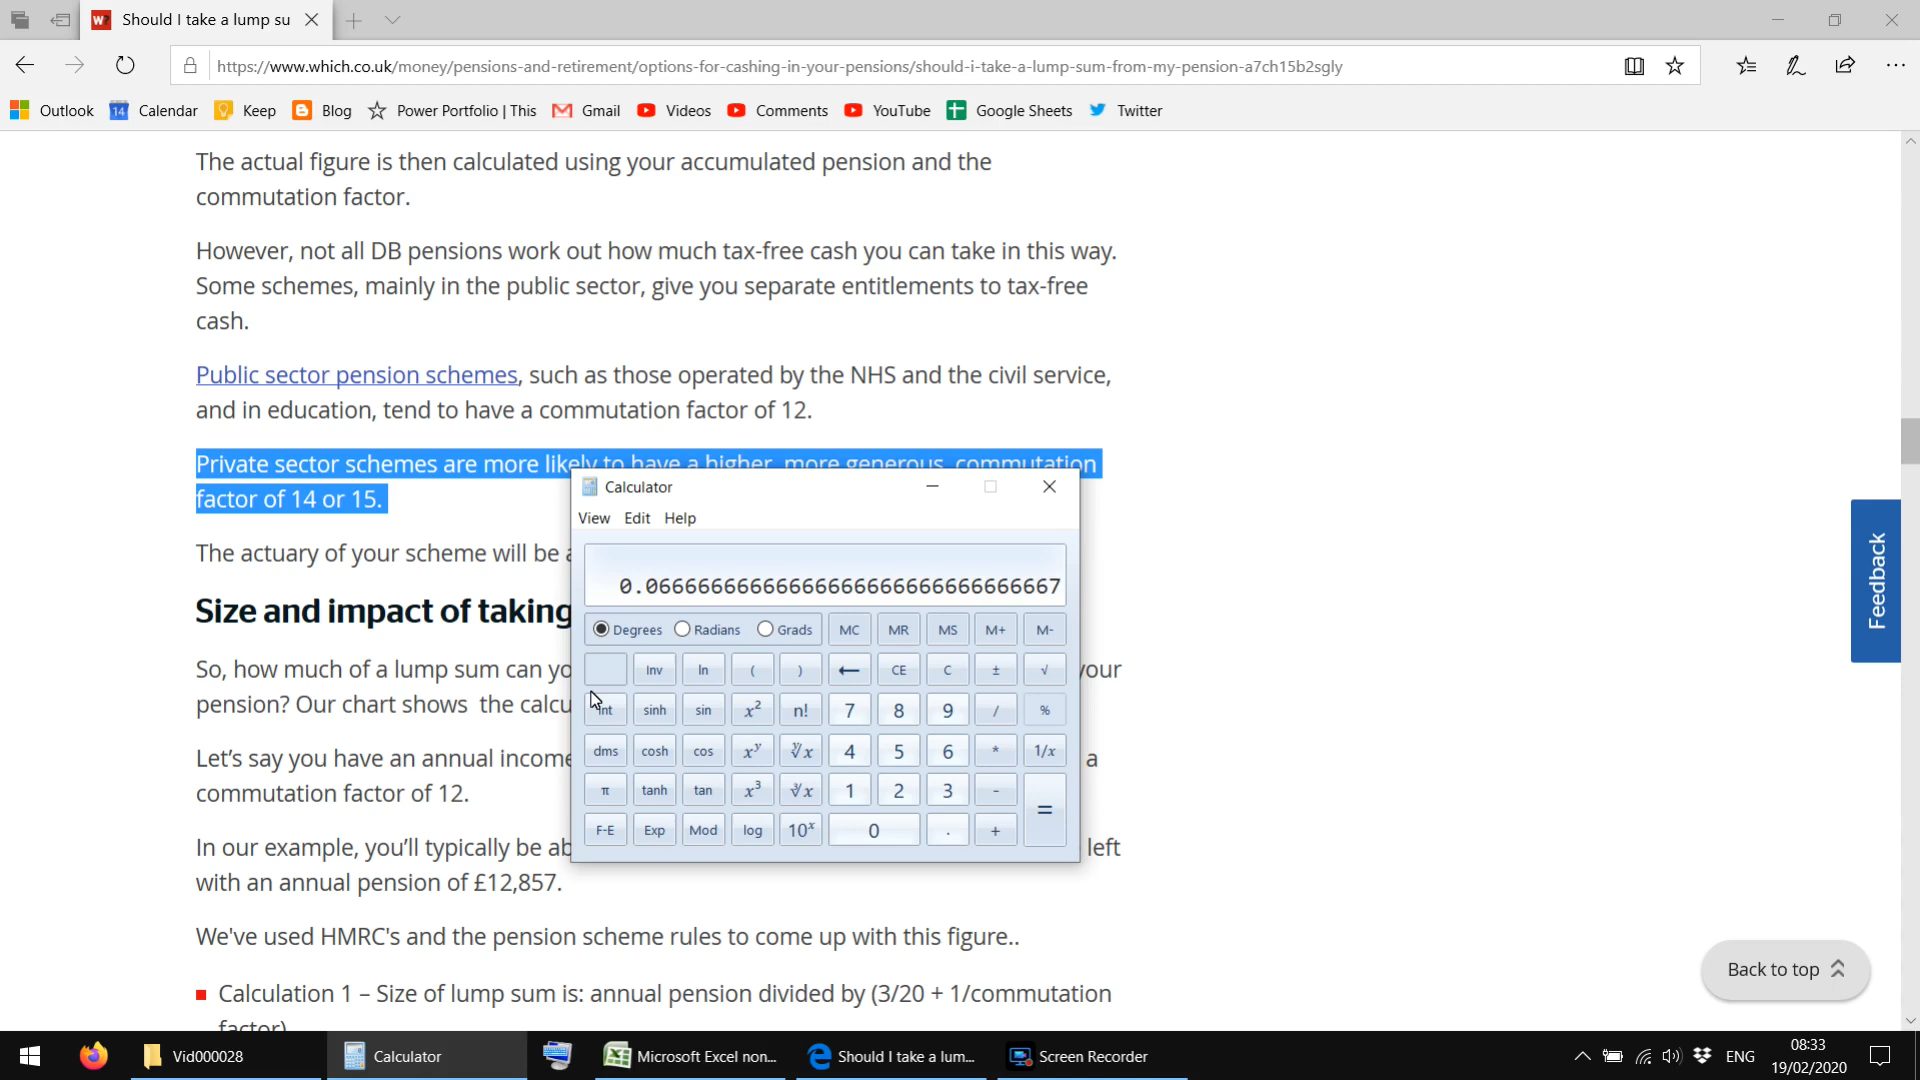 Should I take a lump su
https://www.which.co.uk/money/pensions-and-retirement/options-for-cashing-in-your-pensions/should-i-take-a-lump-sum-from-my-pension-a7ch15b2sgly
Outlook 14 Calendar Keep Blog Power Portfolio | This Gmail Videos Comments YouTube Google Sheets Twitter
The actual figure is then calculated using your accumulated pension and the
commutation factor.
However, not all DB pensions work out how much tax-free cash you can take in this way.
Some schemes, mainly in the public sector, give you separate entitlements to tax-free
cash.
Public sector pension schemes, such as those operated by the NHS and the civil service,
and in education, tend to have a commutation factor of 12.
Private sector schemes are more likely to have a higher, more generous, commutation
factor of 14 or 15.
Calculator
View Edit Help
The actuary of your scheme will be a
0.066666666666666666666666666666667
Size and impact of taking
Degrees Radians Grads MC MR MS M+ M-
So, how much of a lump sum can yo
Inv ln ( ) ← CE C ± √
your
pension? Our chart shows the calcu
Int sinh sin x² n! 7 8 9 / %
Let's say you have an annual income
dms cosh cos xʸ ʸ√x 4 5 6 * 1/x
a
commutation factor of 12.
π tanh tan x³ ³√x 1 2 3 - =
F-E Exp Mod log 10ˣ 0 . +
In our example, you'll typically be ab
left
with an annual pension of £12,857.
We've used HMRC's and the pension scheme rules to come up with this figure..
Calculation 1 – Size of lump sum is: annual pension divided by (3/20 + 1/commutation
factor)
Feedback
Back to top
Vid000028 Calculator Microsoft Excel non... Should I take a lum... Screen Recorder
ENG
08:33
19/02/2020